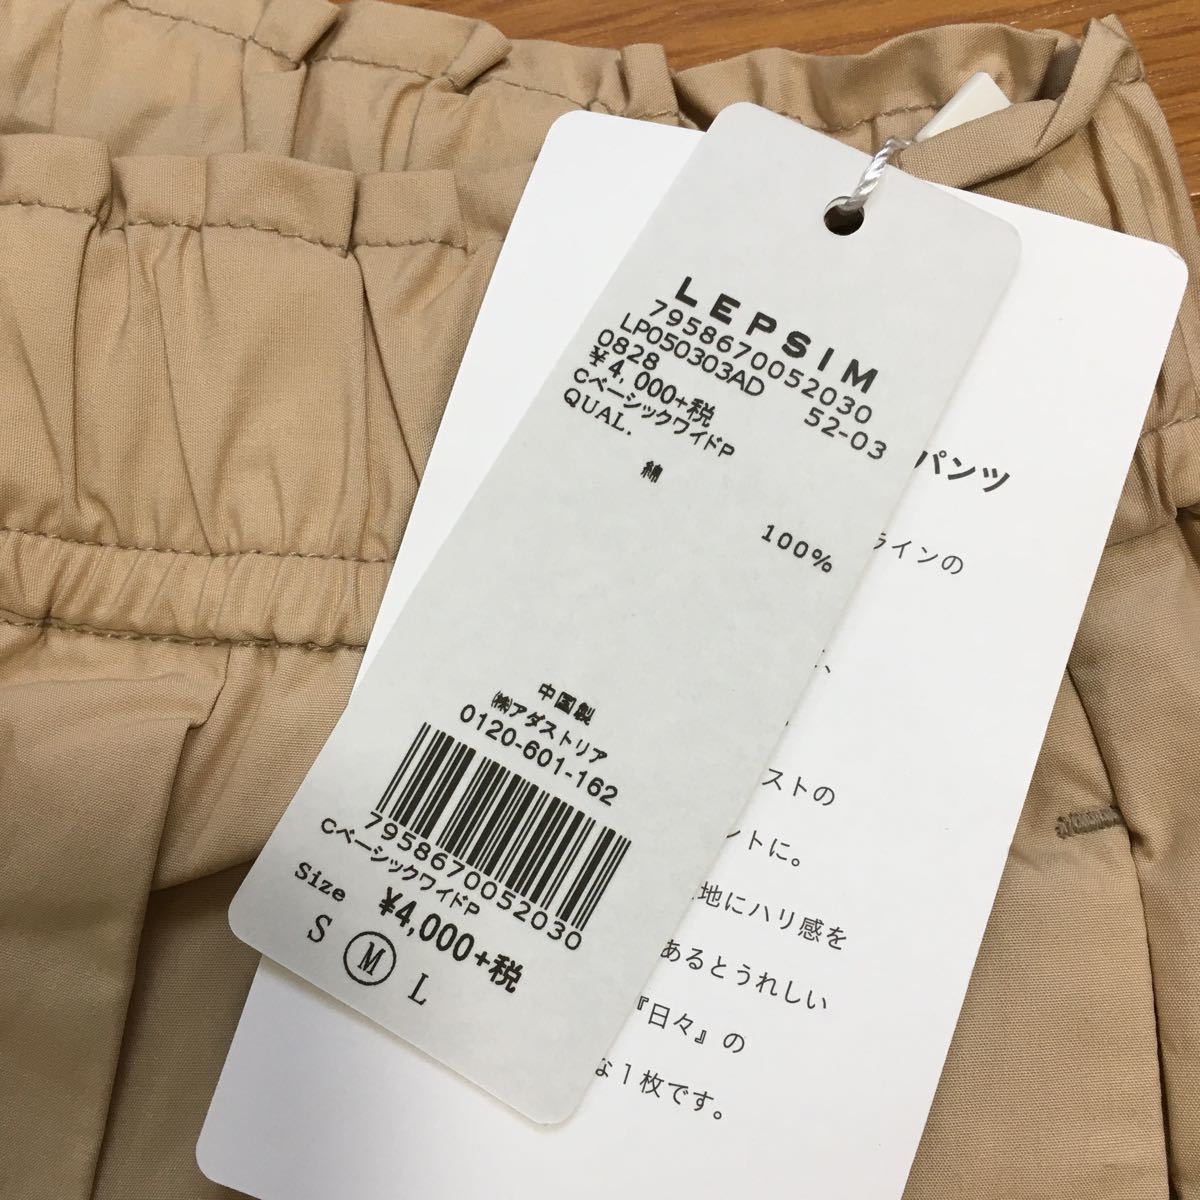 LEPSIM
7958670052030
LP050303AD 52-03
0828
¥4,000+税
CベーシックワイドP
QUAL.
綿
100%
中国製
㈱アダストリア
0120-601-162
7958670052030
CベーシックワイドP
¥4,000+税
Size
S M L
パンツ
ラインの
、
ストの
ントに。
地にハリ感を
あるとうれしい
『日々』の
な1枚です。